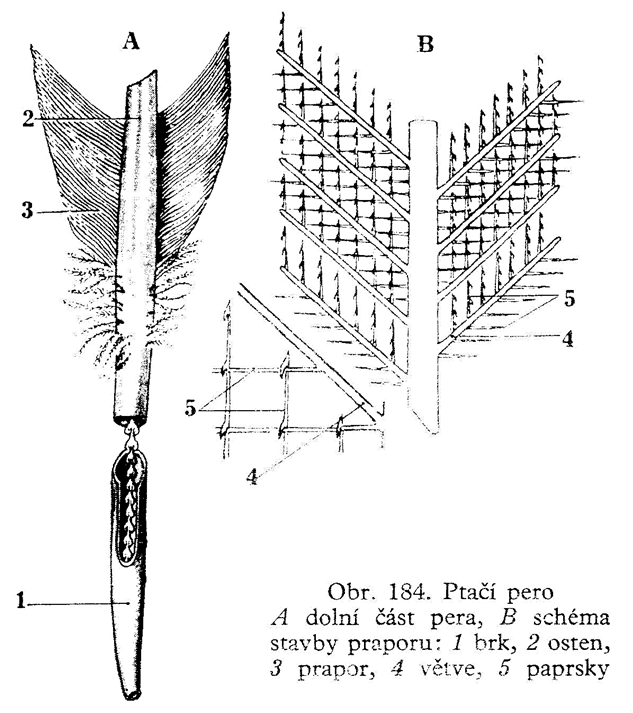 A
B
2
3
5
4
5
4
1
Obr. 184. Ptačí pero
A dolní část pera, B schéma
stavby praporu: 1 brk, 2 osten,
3 prapor, 4 větve, 5 paprsky